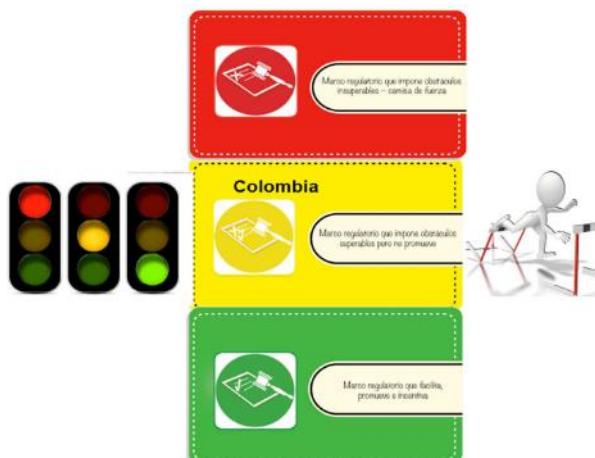 Marco regulatorio que impone obstáculos
insuperables – camisa de fuerza
Colombia
Marco regulatorio que impone obstáculos
superables pero no promueve
Marco regulatorio que facilita,
promueve e incentiva